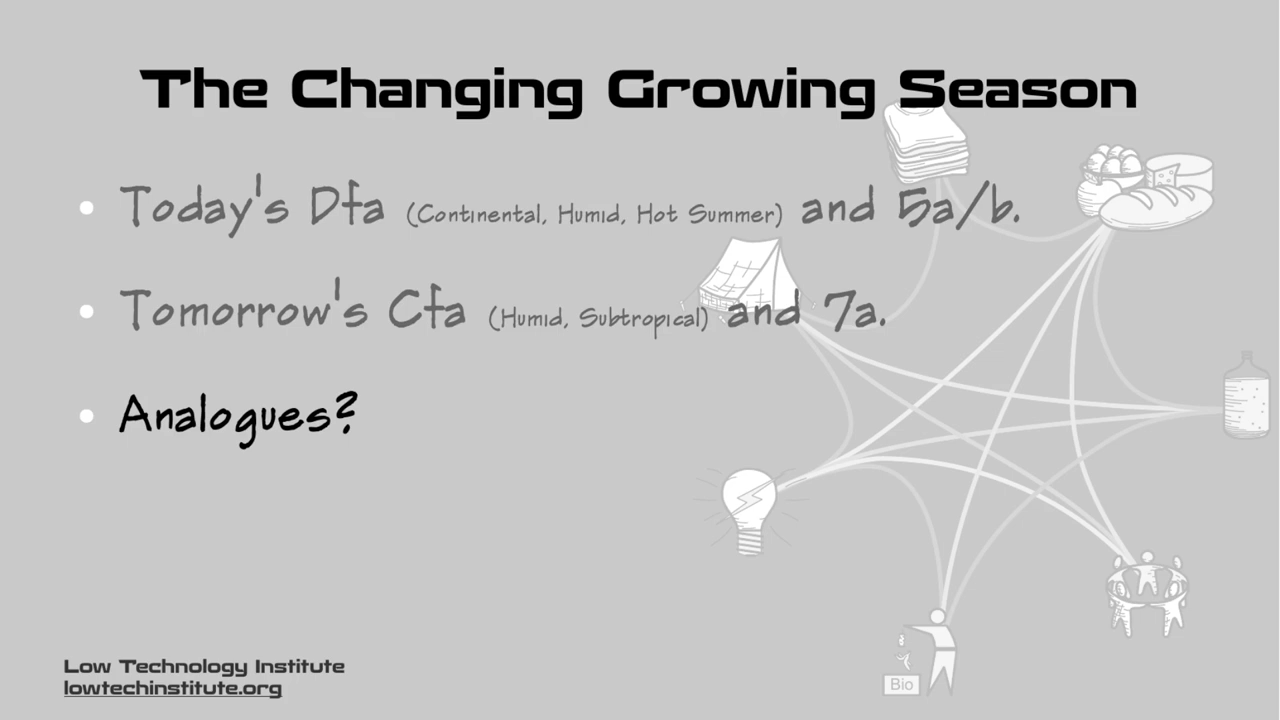 The Changing Growing Season
• Today's Dfa (Continental, Humid, Hot Summer) and 5a/b.
• Tomorrow's Cfa (Humid, Subtropical) and 7a.
• Analogues?
Bio
Low Technology Institute
lowtechinstitute.org